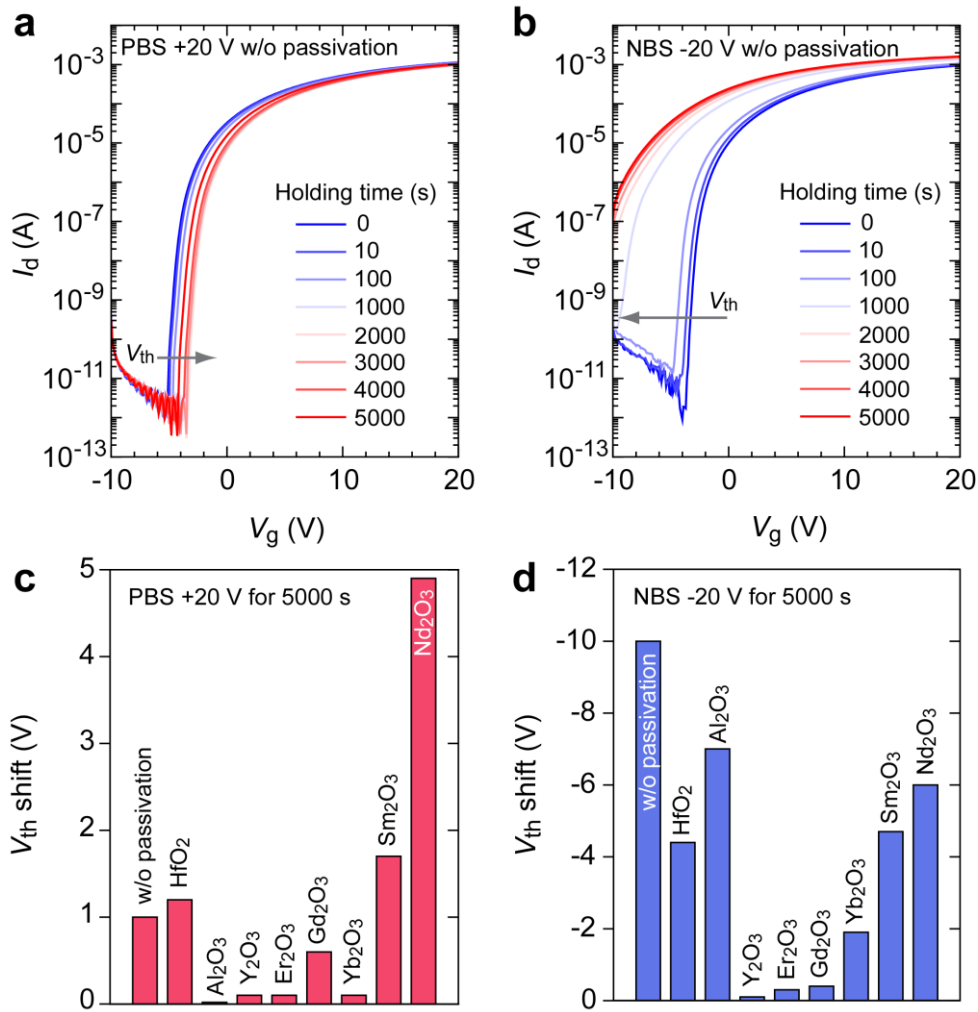 a
PBS +20 V w/o passivation
10⁻³
10⁻⁵
10⁻⁷
10⁻⁹
10⁻¹¹
10⁻¹³
I_d (A)
Holding time (s)
0
10
100
1000
2000
3000
4000
5000
V_th
-10
0
10
20
V_g (V)
b
NBS -20 V w/o passivation
10⁻³
10⁻⁵
10⁻⁷
10⁻⁹
10⁻¹¹
10⁻¹³
I_d (A)
Holding time (s)
0
10
100
1000
2000
3000
4000
5000
V_th
-10
0
10
20
V_g (V)
c
PBS +20 V for 5000 s
5
4
3
2
1
0
V_th shift (V)
w/o passivation
HfO₂
Al₂O₃
Y₂O₃
Er₂O₃
Gd₂O₃
Yb₂O₃
Sm₂O₃
Nd₂O₃
d
NBS -20 V for 5000 s
-12
-10
-8
-6
-4
-2
0
V_th shift (V)
w/o passivation
HfO₂
Al₂O₃
Y₂O₃
Er₂O₃
Gd₂O₃
Yb₂O₃
Sm₂O₃
Nd₂O₃